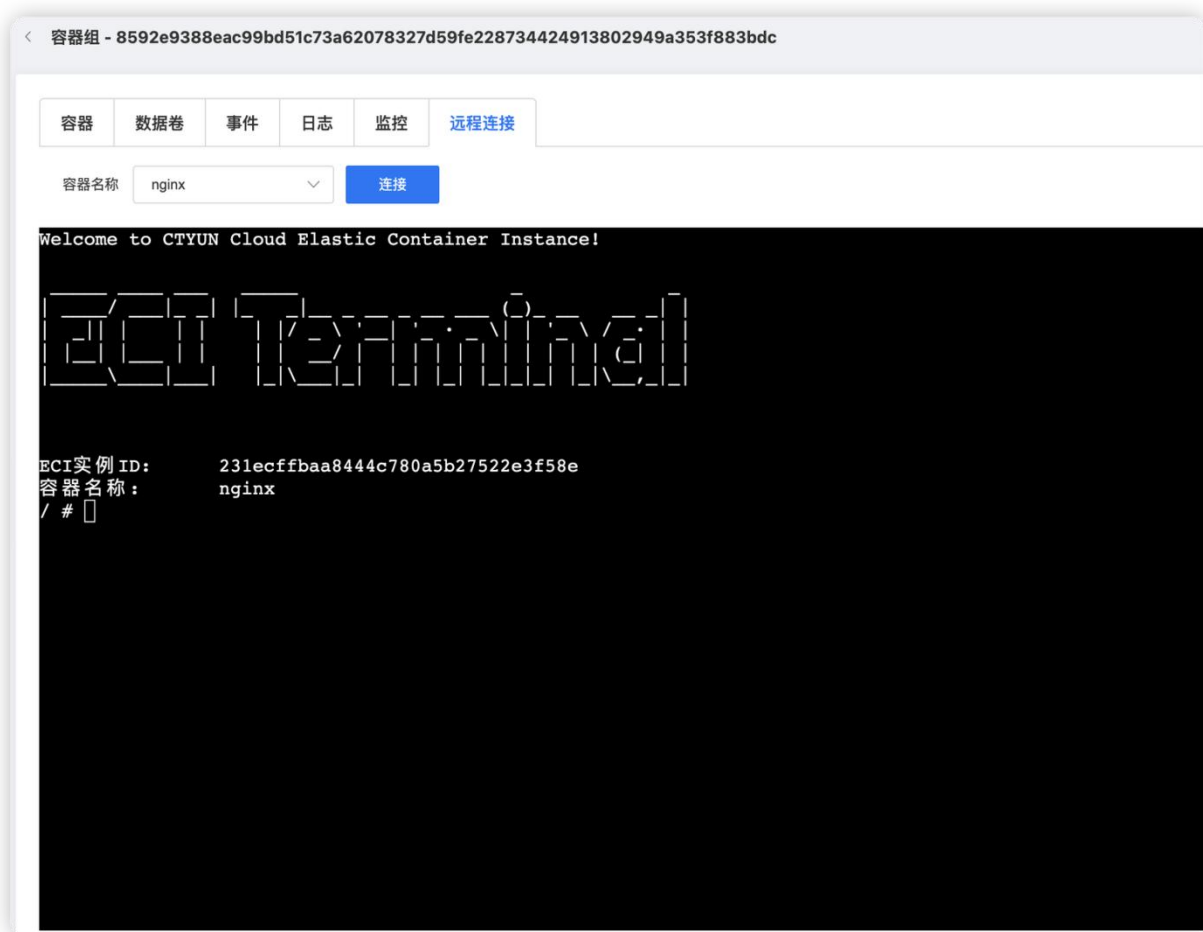 容器组 - 8592e9388eac99bd51c73a62078327d59fe228734424913802949a353f883bdc
容器 数据卷 事件 日志 监控 远程连接
容器名称 nginx 连接
Welcome to CTYUN Cloud Elastic Container Instance!
ECI Terminal
ECI实例ID: 231ecffbaa8444c780a5b27522e3f58e
容器名称: nginx
/ #